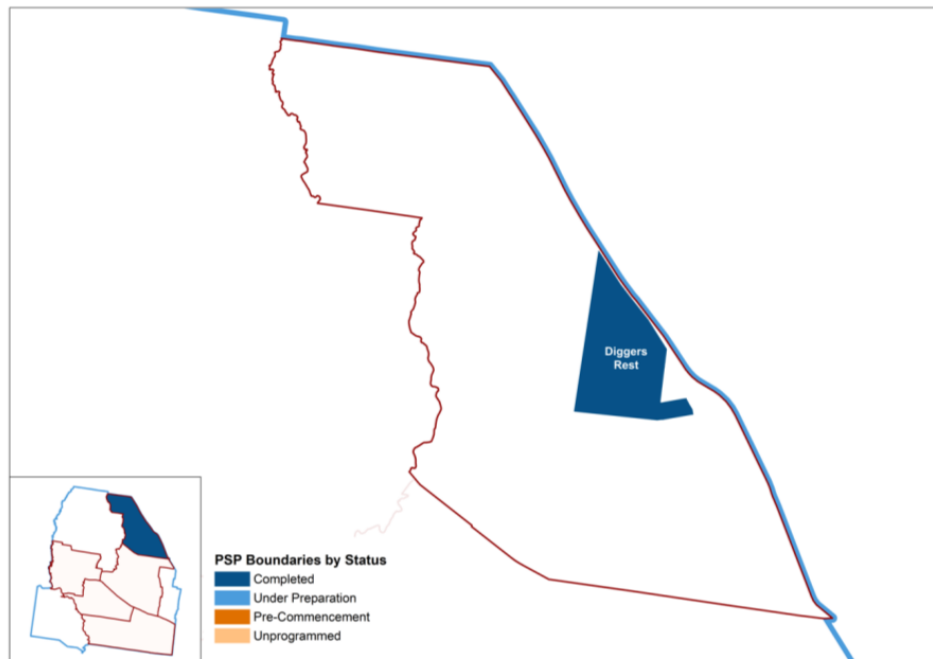 Diggers
Rest
PSP Boundaries by Status
Completed
Under Preparation
Pre-Commencement
Unprogrammed